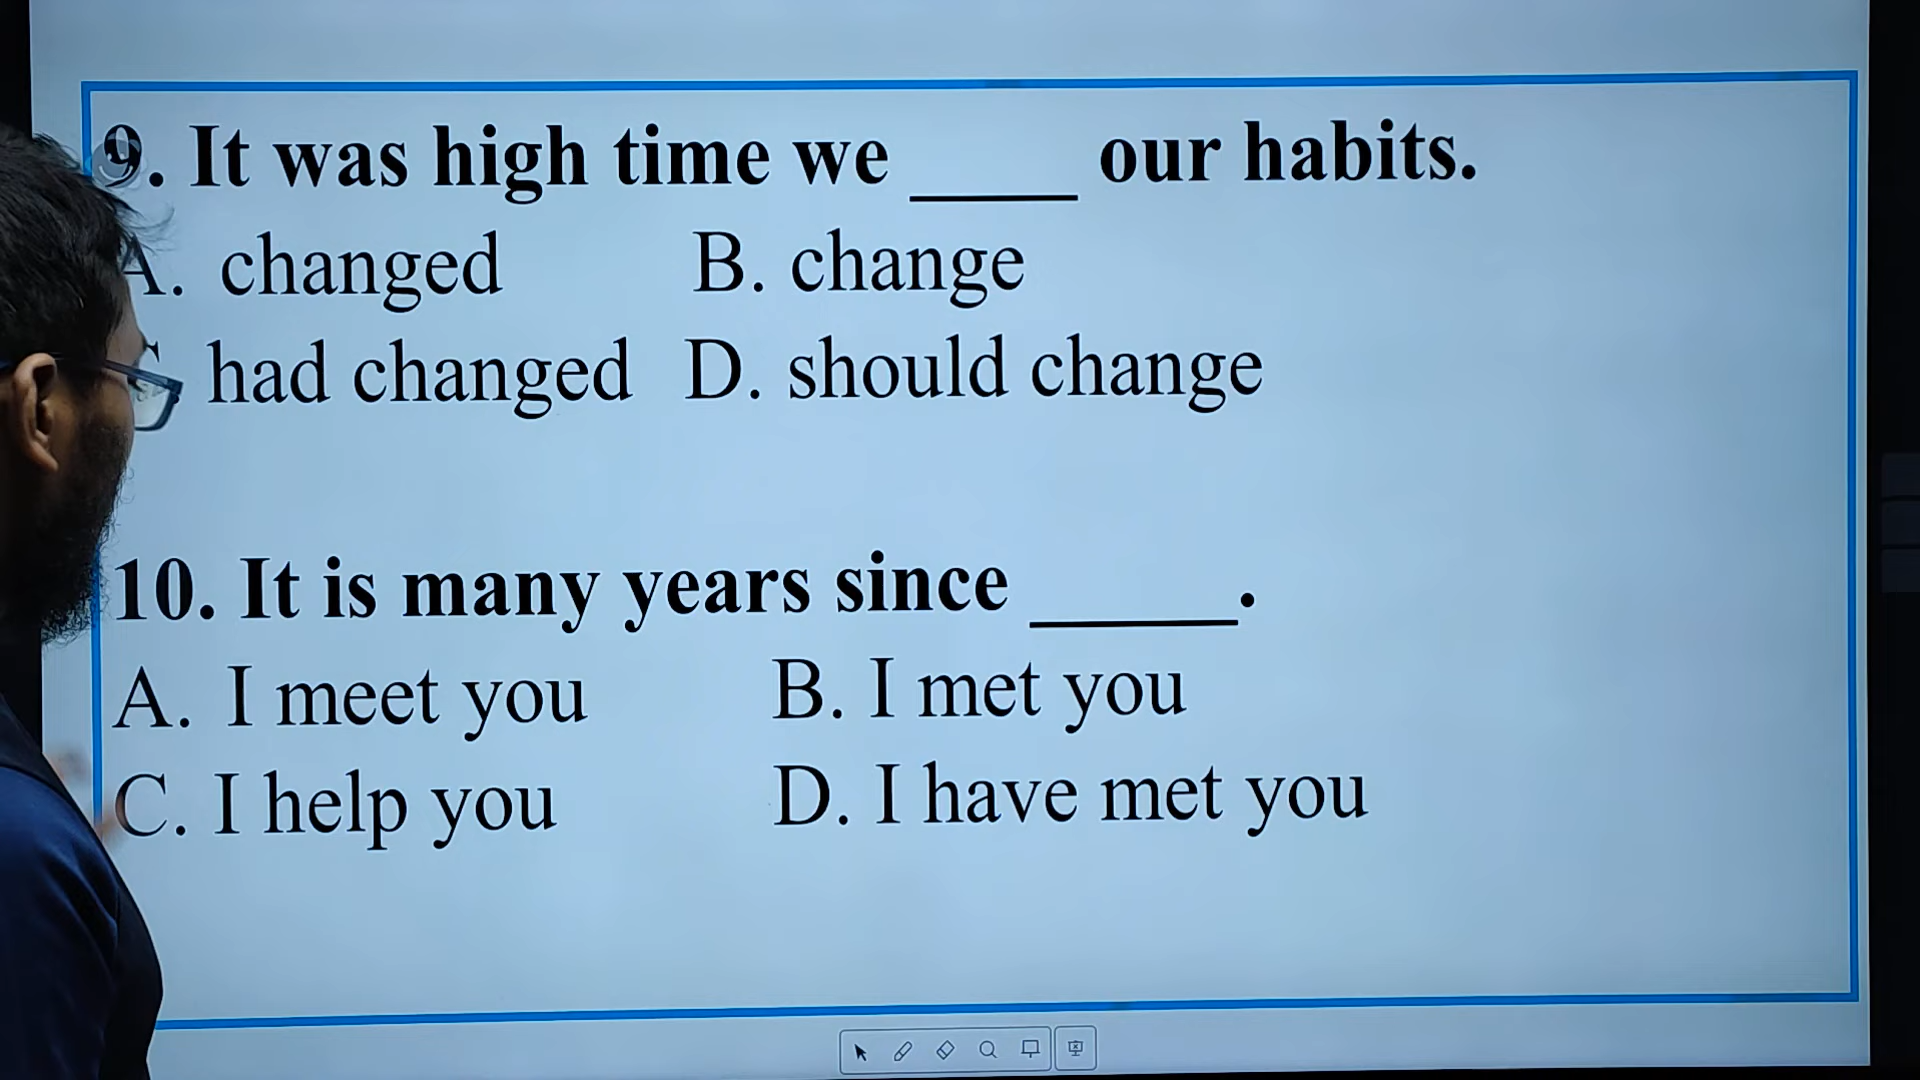 9. It was high time we _____ our habits.
A. changed B. change
C. had changed D. should change
10. It is many years since ______.
A. I meet you B. I met you
C. I help you D. I have met you